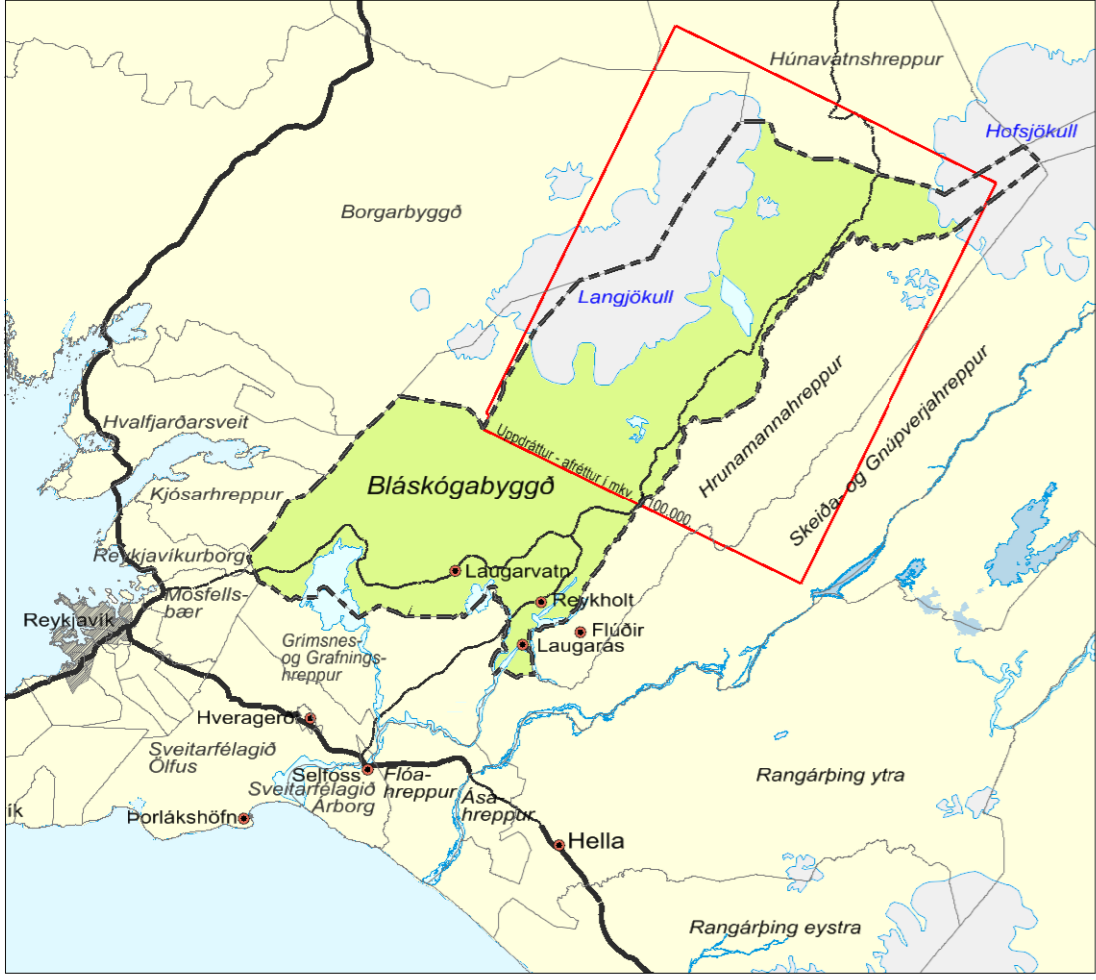 Húnavatnshreppur
Hofsjökull
Borgarbyggð
Langjökull
Hrunamannahreppur
Skeiða- og Gnúpverjahreppur
Hvalfjarðarsveit
Uppdráttur - afréttur í mkv.
100.000
Bláskógabyggð
Kjósarhreppur
Reykjavíkurborg
Laugarvatn
Mosfells-
bær
Reykholt
Reykjavík
Flúðir
Grímsnes-
og Grafnings-
hreppur
Laugarás
Hveragerði
Sveitarfélagið
Ölfus
Selfoss
Flóa-
hreppur
Sveitarfélagið
Árborg
Ása-
hreppur
Rangárþing ytra
ík
Þorlákshöfn
Hella
Rangárþing eystra